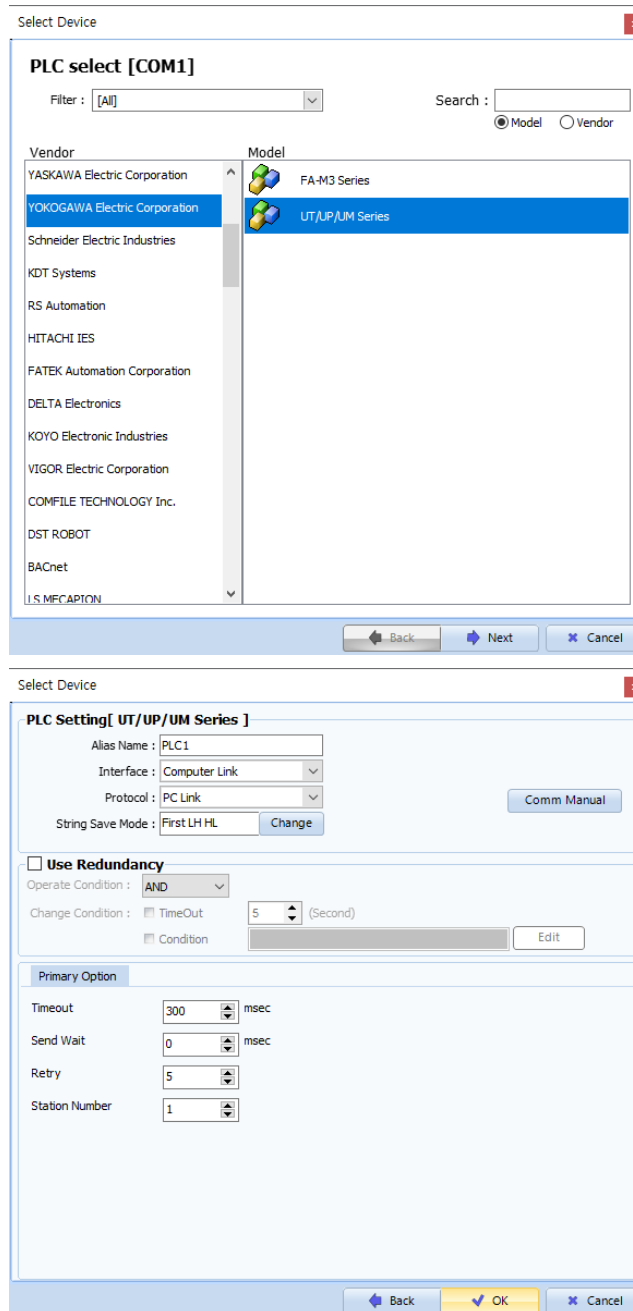 Select Device
PLC select [COM1]
Filter : [All] Search :
Model Vendor
Vendor Model
YASKAWA Electric Corporation FA-M3 Series
YOKOGAWA Electric Corporation UT/UP/UM Series
Schneider Electric Industries
KDT Systems
RS Automation
HITACHI IES
FATEK Automation Corporation
DELTA Electronics
KOYO Electronic Industries
VIGOR Electric Corporation
COMFILE TECHNOLOGY Inc.
DST ROBOT
BACnet
LS MECAPION
Back Next Cancel
Select Device
PLC Setting[ UT/UP/UM Series ]
Alias Name : PLC1
Interface : Computer Link
Protocol : PC Link Comm Manual
String Save Mode : First LH HL Change
Use Redundancy
Operate Condition : AND
Change Condition : TimeOut 5 (Second)
Condition Edit
Primary Option
Timeout 300 msec
Send Wait 0 msec
Retry 5
Station Number 1
Back OK Cancel